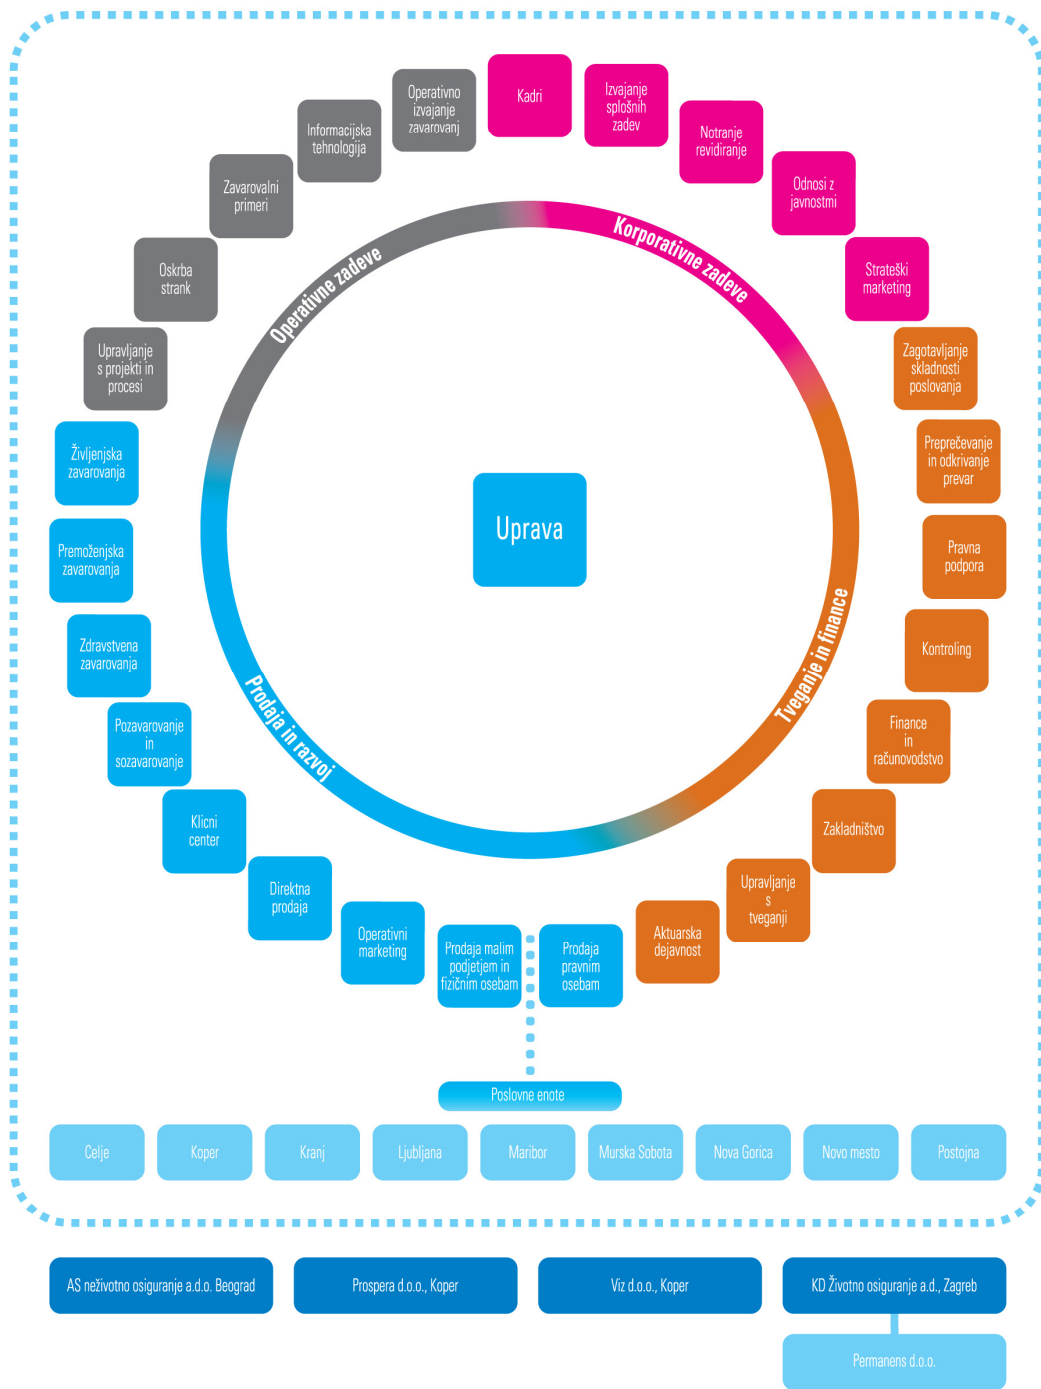 Operativno
izvajanje
zavarovanj
Kadri
Izvajanje
splošnih
zadev
Informacijska
tehnologija
Notranje
revidiranje
Zavarovalni
primeri
Odnosi z
javnostmi
Oskrba
strank
Strateški
marketing
Upravljanje
s projekti in
procesi
Zagotavljanje
skladnosti
poslovanja
Operativne zadeve
Korporativne zadeve
Življenjska
zavarovanja
Preprečevanje
in odkrivanje
prevar
Premoženjska
zavarovanja
Uprava
Pravna
podpora
Zdravstvena
zavarovanja
Kontroling
Prodaja in razvoj
Tveganje in finance
Pozavarovanje
in
sozavarovanje
Finance
in
računovodstvo
Klicni
center
Zakladništvo
Direktna
prodaja
Upravljanje
s
tveganji
Operativni
marketing
Prodaja malim
podjetjem in
fizičnim osebam
Prodaja
pravnim
osebam
Aktuarska
dejavnost
Poslovne enote
Celje
Koper
Kranj
Ljubljana
Maribor
Murska Sobota
Nova Gorica
Novo mesto
Postojna
AS neživotno osiguranje a.d.o. Beograd
Prospera d.o.o., Koper
Viz d.o.o., Koper
KD Životno osiguranje a.d., Zagreb
Permanens d.o.o.